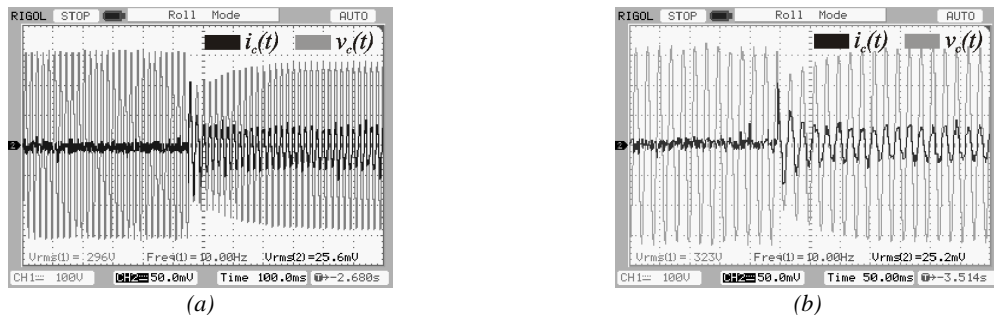 RIGOL STOP Roll Mode AUTO
i_c(t) v_c(t)
2
Vrms(1) = 296V Freq(1) = 10.00Hz Vrms(2)=25.6mV
CH1 100V CH2 50.0mV Time 100.0ms T→-2.680s
(a)
RIGOL STOP Roll Mode AUTO
i_c(t) v_c(t)
2
Vrms(1) = 323V Freq(1) = 10.00Hz Vrms(2)=25.2mV
CH1 100V CH2 50.0mV Time 50.00ms T→-3.514s
(b)